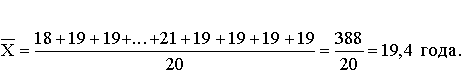 X̅ = (18 + 19 + 19 + ... + 21 + 19 + 19 + 19 + 19) / 20 = 388 / 20 = 19,4 года.